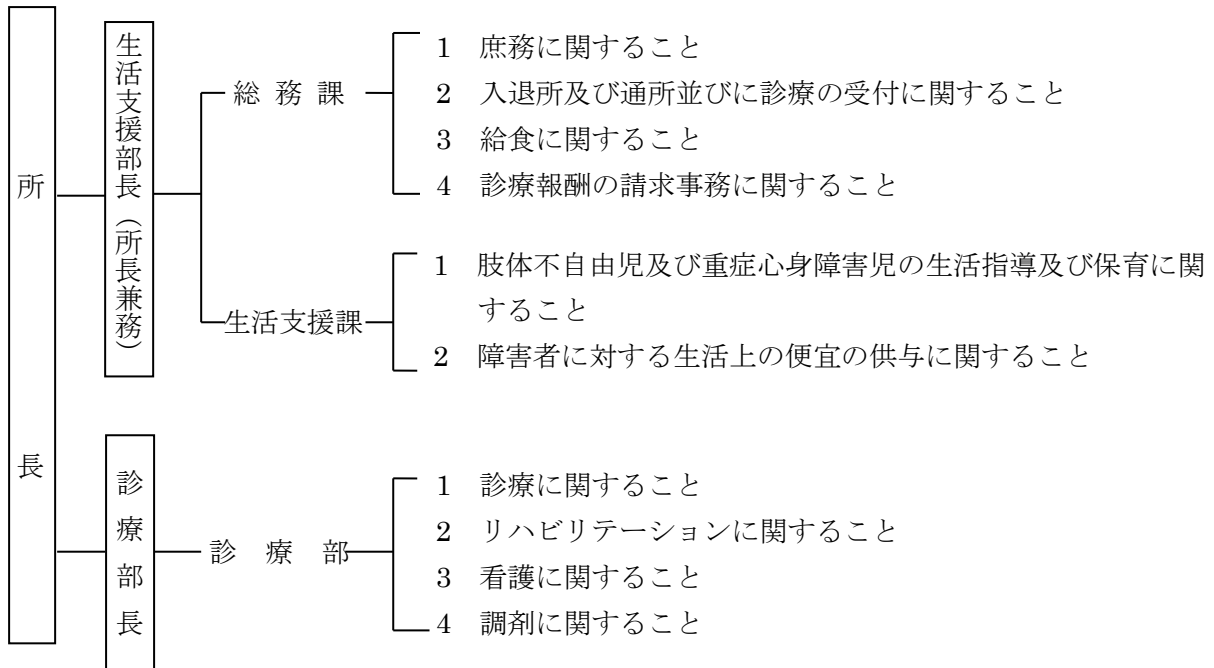 所長
生活支援部長（所長兼務）
総務課
1 庶務に関すること
2 入退所及び通所並びに診療の受付に関すること
3 給食に関すること
4 診療報酬の請求事務に関すること
生活支援課
1 肢体不自由児及び重症心身障害児の生活指導及び保育に関
すること
2 障害者に対する生活上の便宜の供与に関すること
診療部長
診療部
1 診療に関すること
2 リハビリテーションに関すること
3 看護に関すること
4 調剤に関すること